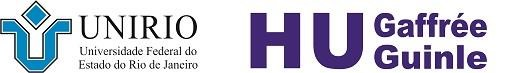 UNIRIO
Universidade Federal do
Estado do Rio de Janeiro
HU Gaffrée
Guinle